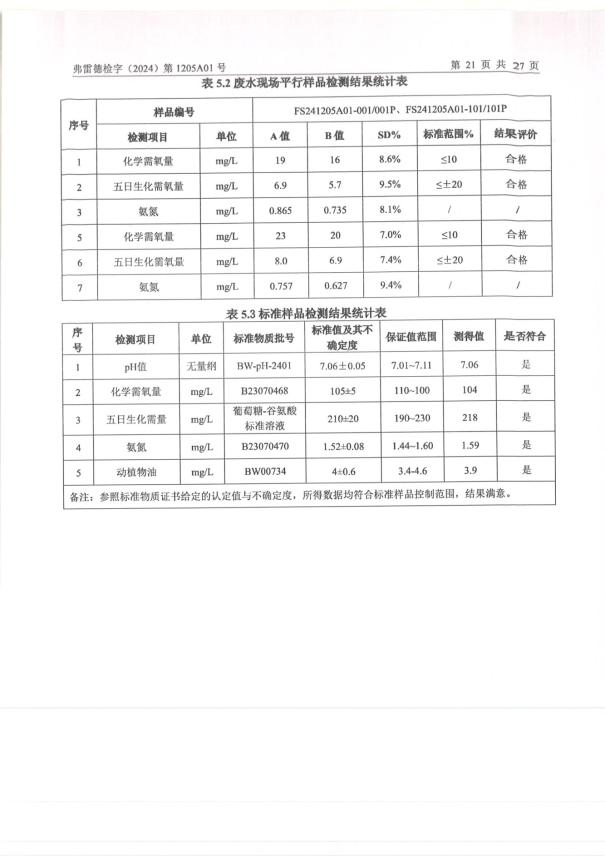 弗雷德检字（2024）第 1205A01 号 第 21 页 共 27 页
表 5.2 废水现场平行样品检测结果统计表
序号 样品编号 FS241205A01-001/001P、FS241205A01-101/101P
检测项目 单位 A 值 B 值 SD% 标准范围% 结果评价
1 化学需氧量 mg/L 19 16 8.6% ≤10 合格
2 五日生化需氧量 mg/L 6.9 5.7 9.5% ≤±20 合格
3 氨氮 mg/L 0.865 0.735 8.1% / /
5 化学需氧量 mg/L 23 20 7.0% ≤10 合格
6 五日生化需氧量 mg/L 8.0 6.9 7.4% ≤±20 合格
7 氨氮 mg/L 0.757 0.627 9.4% / /
表 5.3 标准样品检测结果统计表
序号 检测项目 单位 标准物质批号 标准值及其不确定度 保证值范围 测得值 是否符合
1 pH值 无量纲 BW-pH-2401 7.06±0.05 7.01~7.11 7.06 是
2 化学需氧量 mg/L B23070468 105±5 110~100 104 是
3 五日生化需量 mg/L 葡萄糖-谷氨酸标准溶液 210±20 190~230 218 是
4 氨氮 mg/L B23070470 1.52±0.08 1.44~1.60 1.59 是
5 动植物油 mg/L BW00734 4±0.6 3.4-4.6 3.9 是
备注：参照标准物质证书给定的认定值与不确定度，所得数据均符合标准样品控制范围，结果满意。